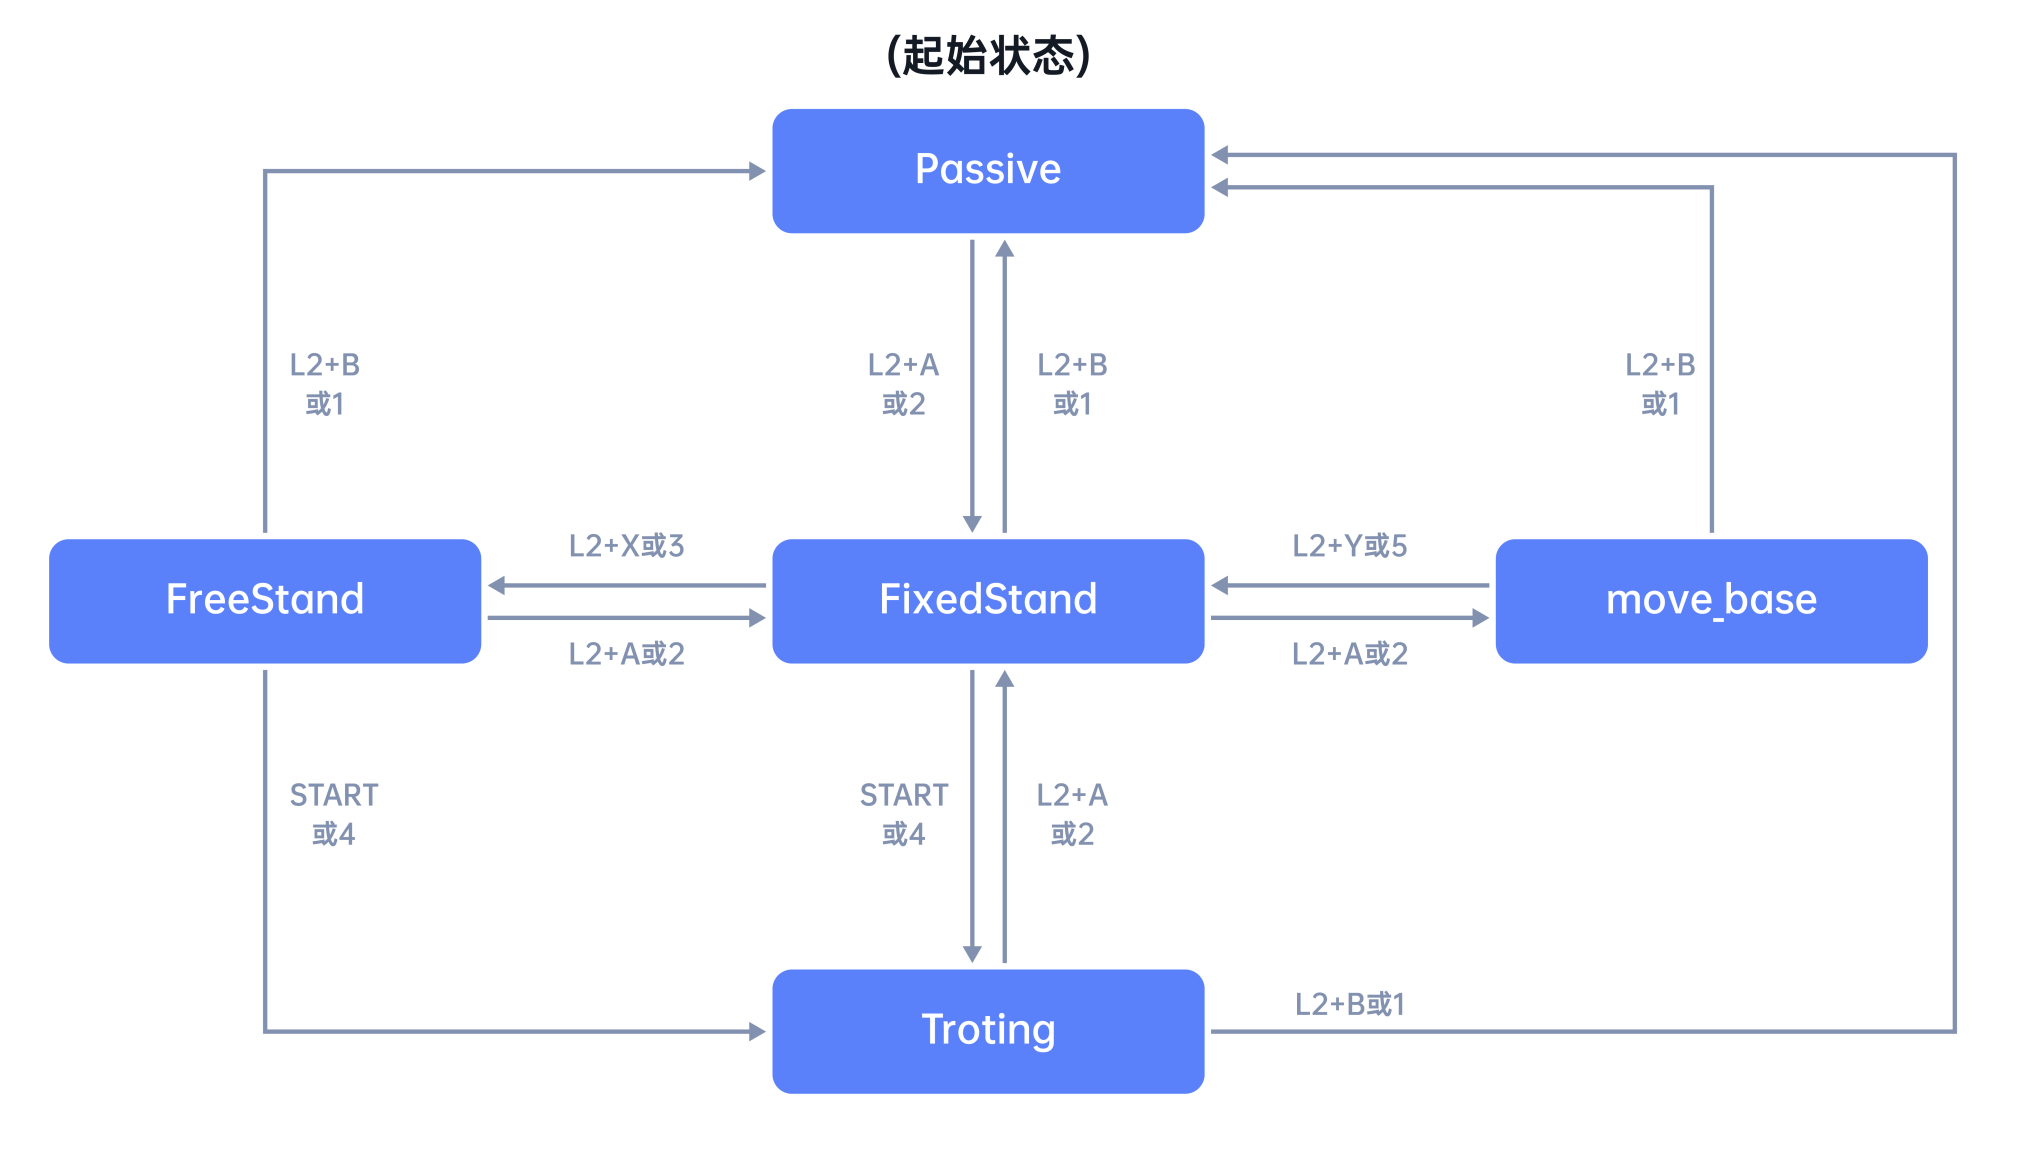 (起始状态)
Passive
L2+B
或1
L2+A
或2
L2+B
或1
L2+B
或1
FreeStand
L2+X或3
L2+A或2
FixedStand
L2+Y或5
L2+A或2
move_base
START
或4
START
或4
L2+A
或2
Troting
L2+B或1